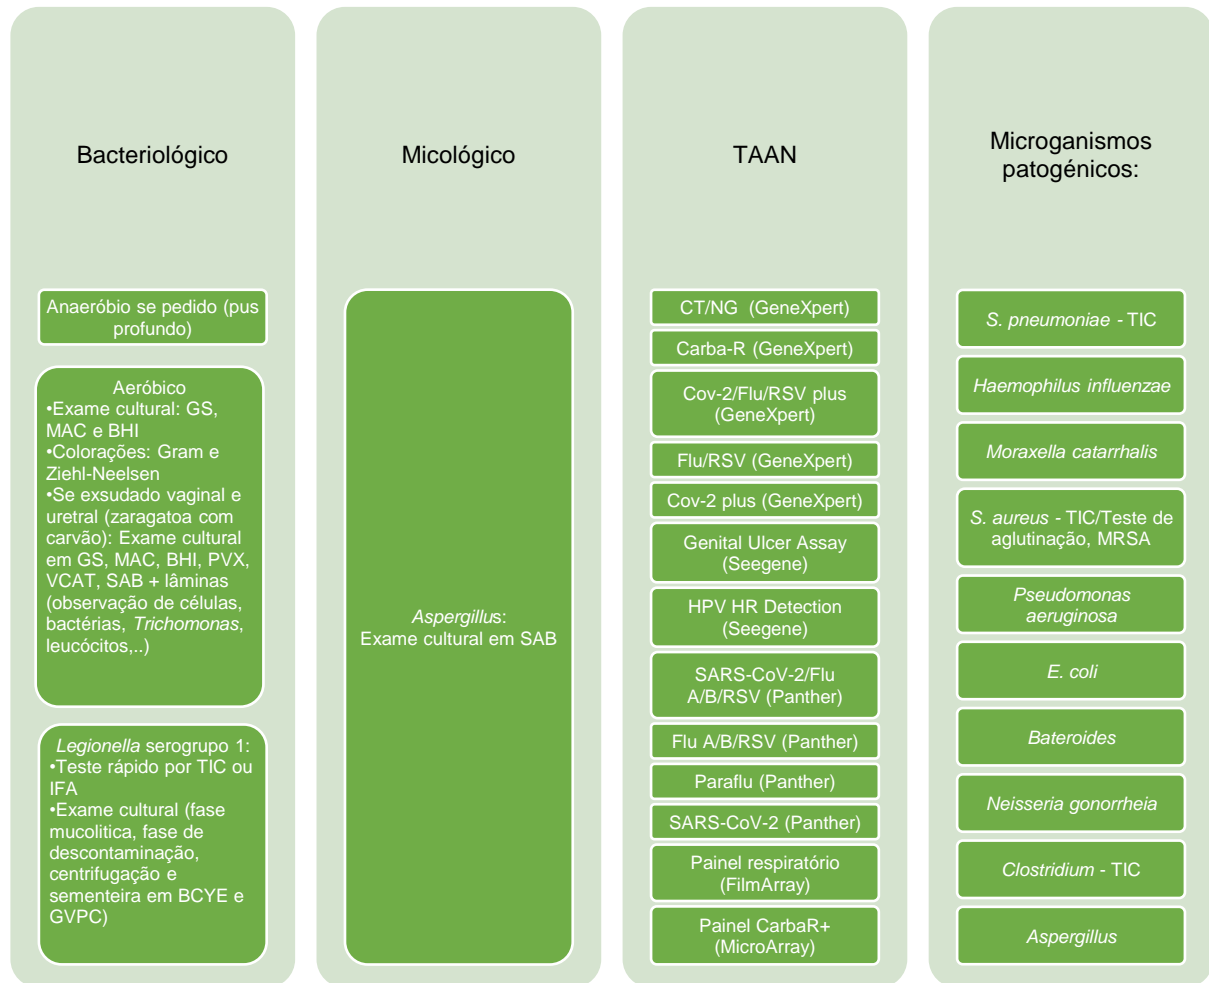 Bacteriológico
Anaeróbio se pedido (pus
profundo)
Aeróbico
•Exame cultural: GS,
MAC e BHI
•Colorações: Gram e
Ziehl-Neelsen
•Se exsudado vaginal e
uretral (zaragatoa com
carvão): Exame cultural
em GS, MAC, BHI, PVX,
VCAT, SAB + lâminas
(observação de células,
bactérias, Trichomonas,
leucócitos,..)
Legionella serogrupo 1:
•Teste rápido por TIC ou
IFA
•Exame cultural (fase
mucolitica, fase de
descontaminação,
centrifugação e
sementeira em BCYE e
GVPC)
Micológico
Aspergillus:
Exame cultural em SAB
TAAN
CT/NG (GeneXpert)
Carba-R (GeneXpert)
Cov-2/Flu/RSV plus
(GeneXpert)
Flu/RSV (GeneXpert)
Cov-2 plus (GeneXpert)
Genital Ulcer Assay
(Seegene)
HPV HR Detection
(Seegene)
SARS-CoV-2/Flu
A/B/RSV (Panther)
Flu A/B/RSV (Panther)
Paraflu (Panther)
SARS-CoV-2 (Panther)
Painel respiratório
(FilmArray)
Painel CarbaR+
(MicroArray)
Microganismos
patogénicos:
S. pneumoniae - TIC
Haemophilus influenzae
Moraxella catarrhalis
S. aureus - TIC/Teste de
aglutinação, MRSA
Pseudomonas
aeruginosa
E. coli
Bateroides
Neisseria gonorrheia
Clostridium - TIC
Aspergillus